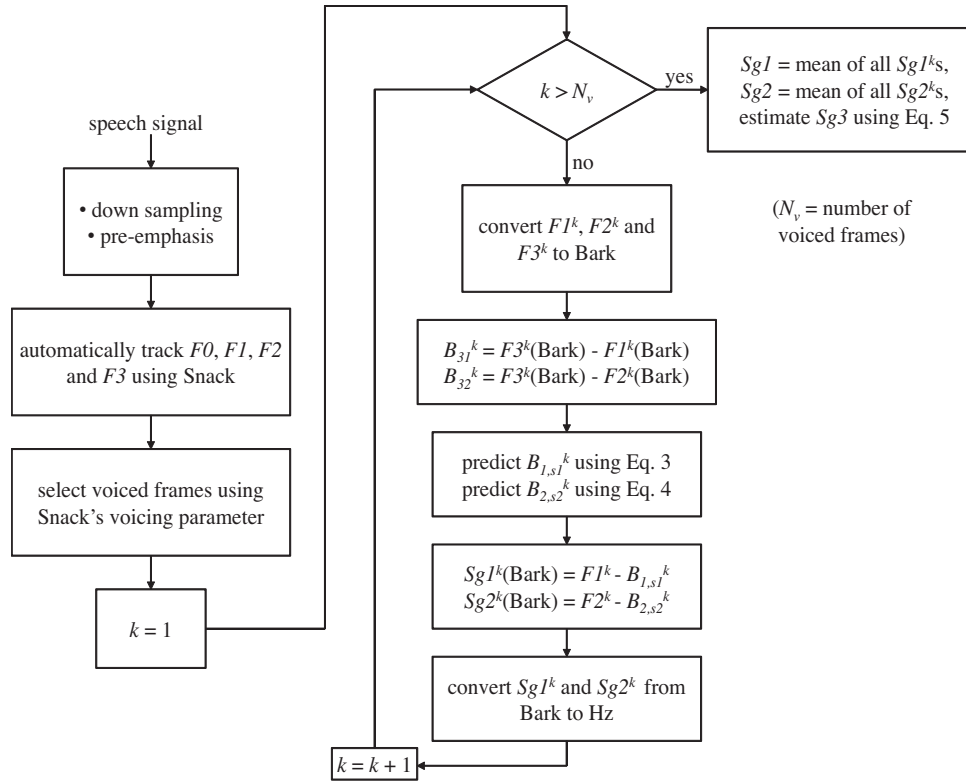 speech signal
• down sampling
• pre-emphasis
automatically track F0, F1, F2
and F3 using Snack
select voiced frames using
Snack's voicing parameter
k = 1
k > Nᵥ
yes
no
Sg1 = mean of all Sg1ᵏs,
Sg2 = mean of all Sg2ᵏs,
estimate Sg3 using Eq. 5
(Nᵥ = number of
voiced frames)
convert F1ᵏ, F2ᵏ and
F3ᵏ to Bark
B₃₁ᵏ = F3ᵏ(Bark) - F1ᵏ(Bark)
B₃₂ᵏ = F3ᵏ(Bark) - F2ᵏ(Bark)
predict B₁,ₛ₁ᵏ using Eq. 3
predict B₂,ₛ₂ᵏ using Eq. 4
Sg1ᵏ(Bark) = F1ᵏ - B₁,ₛ₁ᵏ
Sg2ᵏ(Bark) = F2ᵏ - B₂,ₛ₂ᵏ
convert Sg1ᵏ and Sg2ᵏ from
Bark to Hz
k = k + 1